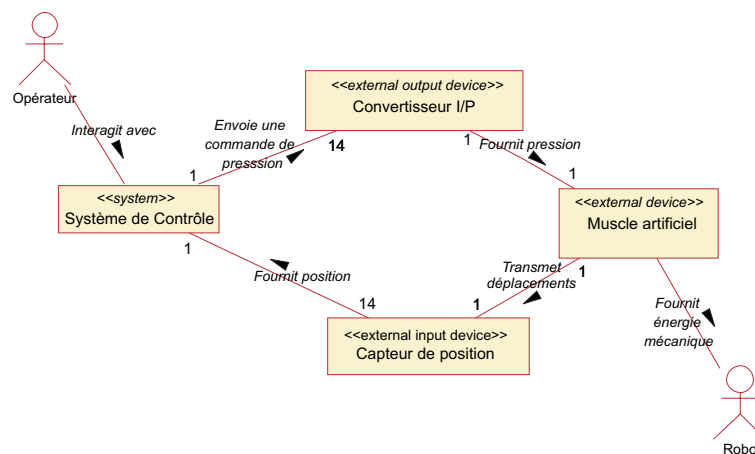 Opérateur
Interagit avec
Envoie une
commande de
presssion
<<external output device>>
Convertisseur I/P
14
1
Fournit pression
1
1
<<system>>
Système de Contrôle
1
<<external device>>
Muscle artificiel
1
Fournit position
14
Transmet
déplacements
1
<<external input device>>
Capteur de position
Fournit
énergie
mécanique
Robo